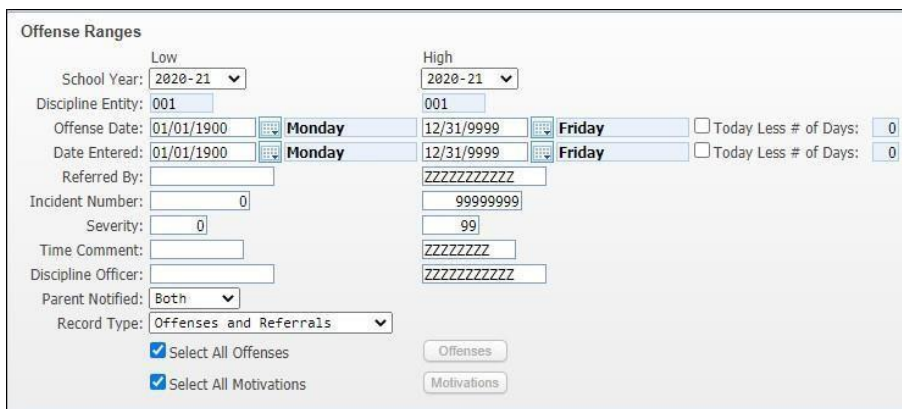 Offense Ranges
Low High
School Year: 2020-21 2020-21
Discipline Entity: 001 001
Offense Date: 01/01/1900 Monday 12/31/9999 Friday Today Less # of Days: 0
Date Entered: 01/01/1900 Monday 12/31/9999 Friday Today Less # of Days: 0
Referred By: ZZZZZZZZZZZ
Incident Number: 0 99999999
Severity: 0 99
Time Comment: ZZZZZZZZ
Discipline Officer: ZZZZZZZZZZZ
Parent Notified: Both
Record Type: Offenses and Referrals
Select All Offenses Offenses
Select All Motivations Motivations